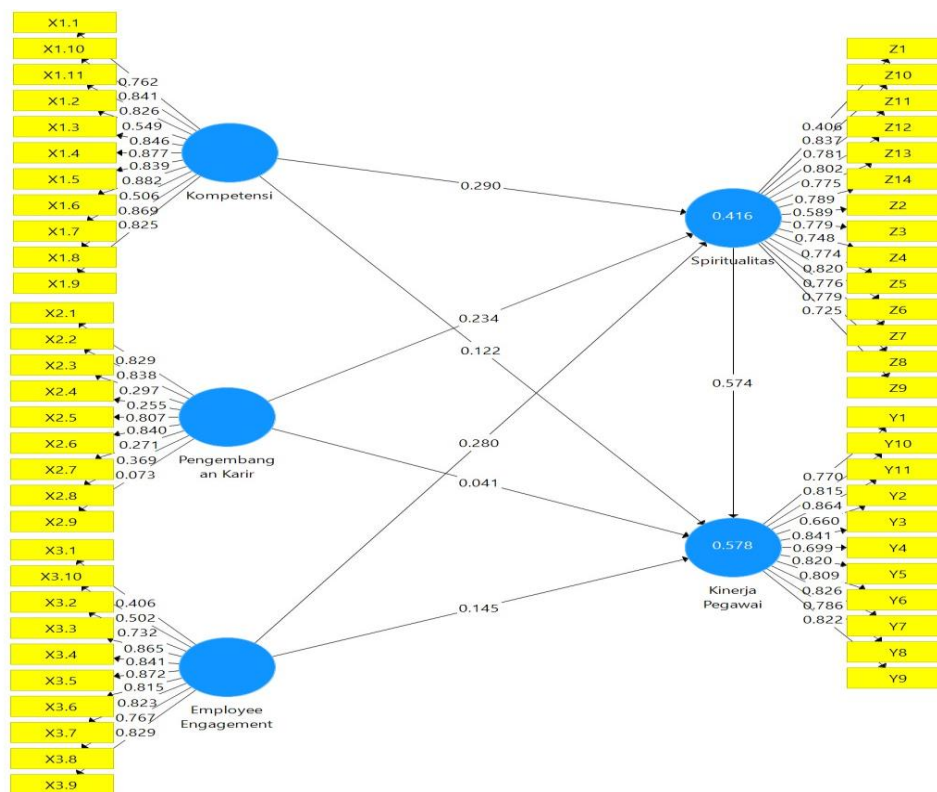 X1.1
X1.10
X1.11
X1.2
X1.3
X1.4
X1.5
X1.6
X1.7
X1.8
X1.9
0.762
0.841
0.826
0.549
0.846
0.877
0.839
0.882
0.506
0.869
0.825
Kompetensi
X2.1
X2.2
X2.3
X2.4
X2.5
X2.6
X2.7
X2.8
X2.9
0.829
0.838
0.297
0.255
0.807
0.840
0.271
0.369
0.073
Pengembang
an Karir
X3.1
X3.10
X3.2
X3.3
X3.4
X3.5
X3.6
X3.7
X3.8
X3.9
0.406
0.502
0.732
0.865
0.841
0.872
0.815
0.823
0.767
0.829
Employee
Engagement
0.290
0.234
0.122
0.280
0.041
0.145
0.574
0.416
Spiritualitas
0.406
0.837
0.781
0.802
0.775
0.789
0.589
0.779
0.748
0.774
0.820
0.776
0.779
0.725
Z1
Z10
Z11
Z12
Z13
Z14
Z2
Z3
Z4
Z5
Z6
Z7
Z8
Z9
0.578
Kinerja
Pegawai
0.770
0.815
0.864
0.660
0.841
0.699
0.820
0.809
0.826
0.786
0.822
Y1
Y10
Y11
Y2
Y3
Y4
Y5
Y6
Y7
Y8
Y9